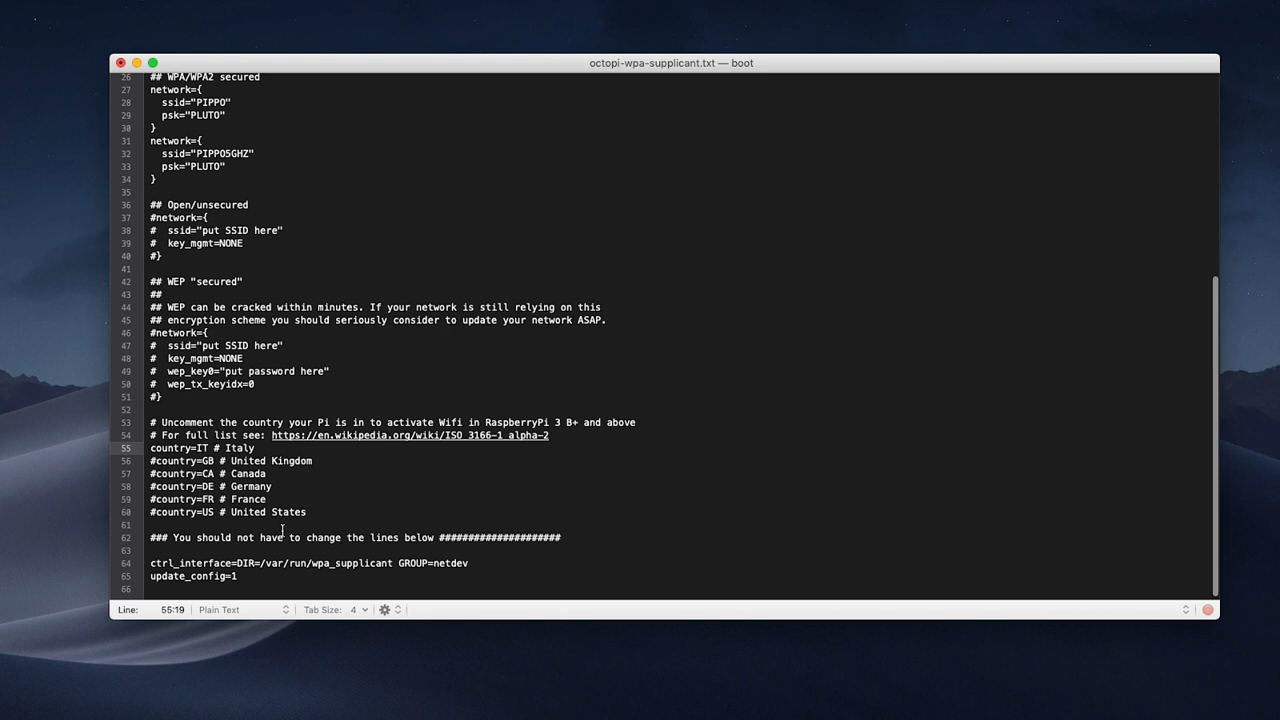 octopi-wpa-supplicant.txt — boot
26 ## WPA/WPA2 secured
27 network={
28   ssid="PIPPO"
29   psk="PLUTO"
30 }
31 network={
32   ssid="PIPPO5GHZ"
33   psk="PLUTO"
34 }
35
36 ## Open/unsecured
37 #network={
38 #  ssid="put SSID here"
39 #  key_mgmt=NONE
40 #}
41
42 ## WEP "secured"
43 ##
44 ## WEP can be cracked within minutes. If your network is still relying on this
45 ## encryption scheme you should seriously consider to update your network ASAP.
46 #network={
47 #  ssid="put SSID here"
48 #  key_mgmt=NONE
49 #  wep_key0="put password here"
50 #  wep_tx_keyidx=0
51 #}
52
53 # Uncomment the country your Pi is in to activate Wifi in RaspberryPi 3 B+ and above
54 # For full list see: https://en.wikipedia.org/wiki/ISO_3166-1_alpha-2
55 country=IT # Italy
56 #country=GB # United Kingdom
57 #country=CA # Canada
58 #country=DE # Germany
59 #country=FR # France
60 #country=US # United States
61
62 ### You should not have to change the lines below #####################
63
64 ctrl_interface=DIR=/var/run/wpa_supplicant GROUP=netdev
65 update_config=1
66
Line: 55:19 Plain Text Tab Size: 4